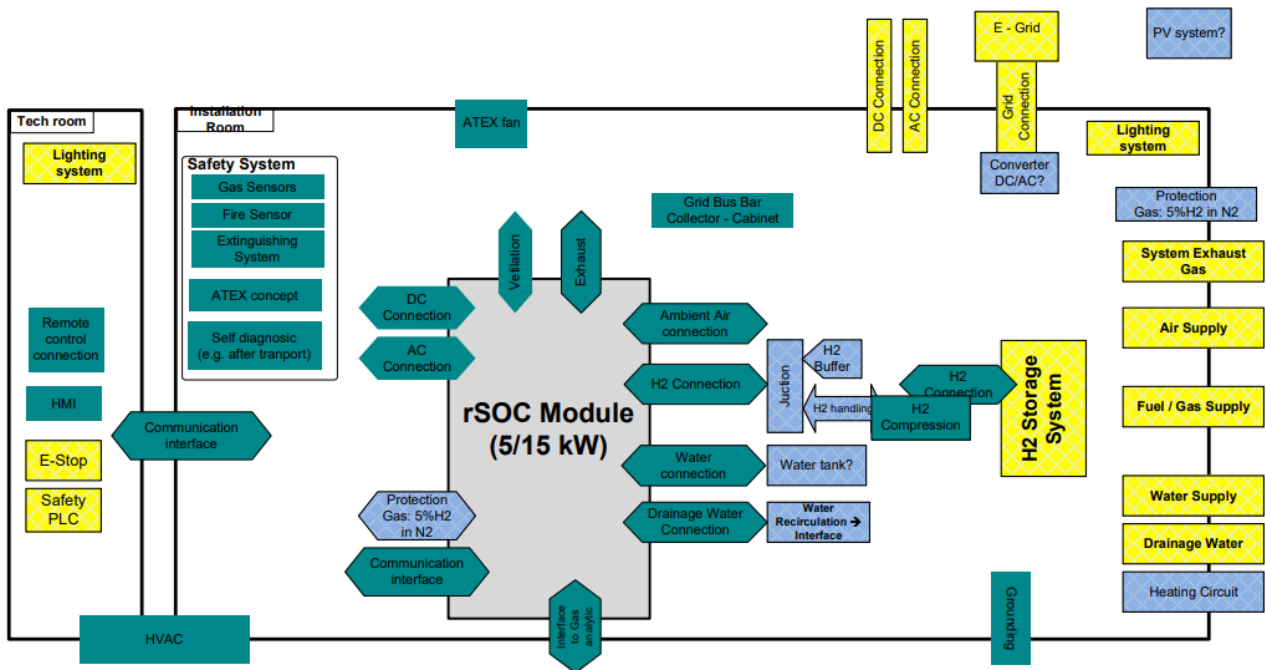 E - Grid
PV system?
DC Connection
AC Connection
Grid
Connection
Tech room
Installation
Room
ATEX fan
Lighting
system
Lighting
system
Safety System
Gas Sensors
Fire Sensor
Extinguishing
System
ATEX concept
Self diagnosic
(e.g. after tranport)
Converter
DC/AC?
Grid Bus Bar
Collector - Cabinet
Protection
Gas: 5%H2 in N2
Vetilation
Exhaust
System Exhaust
Gas
DC
Connection
AC
Connection
Ambient Air
connection
H2 Connection
Juction
H2
Buffer
H2 handling
H2
Connection
H2
Compression
H2 Storage
System
Air Supply
Fuel / Gas Supply
Remote
control
connection
HMI
Communication
interface
E-Stop
Safety
PLC
rSOC Module
(5/15 kW)
Water
connection
Water tank?
Water Supply
Protection
Gas: 5%H2
in N2
Drainage Water
Connection
Water
Recirculation ➔
Interface
Drainage Water
Communication
interface
Heating Circuit
Interface
to Gas
analytic
Grounding
HVAC